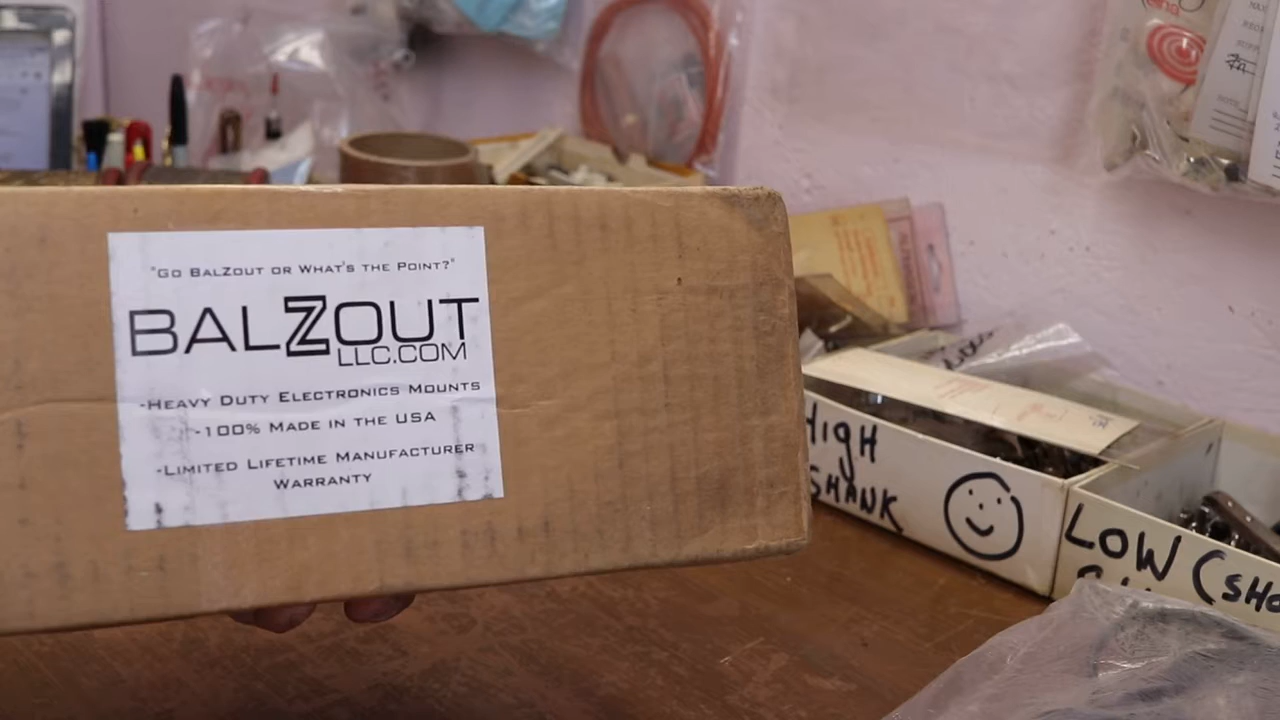 "Go BalZout or What's the Point?"
BALZOUT
LLC.COM
-Heavy Duty Electronics Mounts
-100% Made in the USA
-Limited Lifetime Manufacturer
Warranty
HIGH
SHANK
LOW (SHO